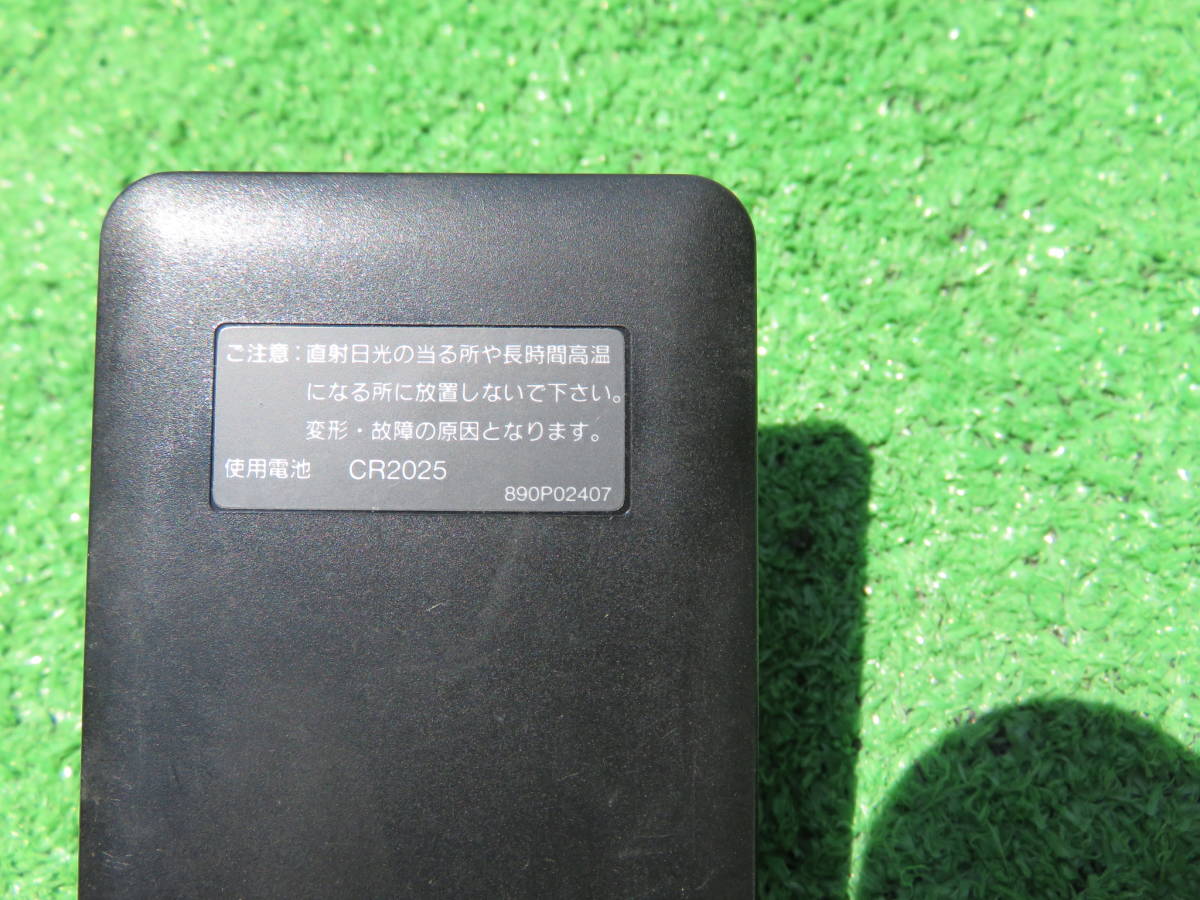 ご注意：直射日光の当る所や長時間高温
になる所に放置しないで下さい。
変形・故障の原因となります。
使用電池 CR2025
890P02407